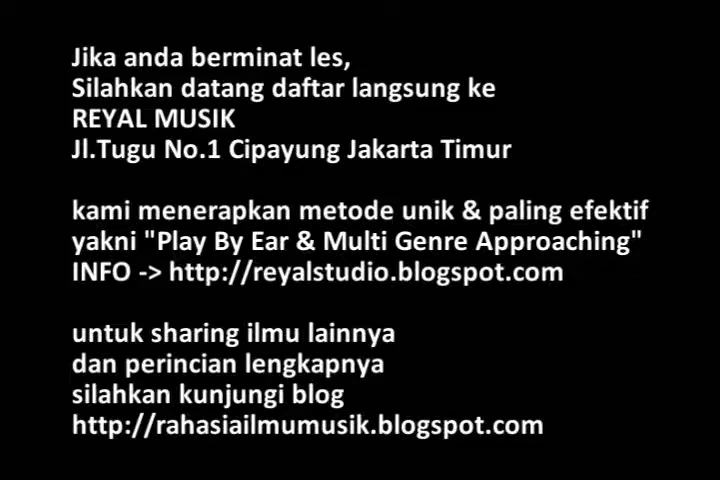 Jika anda berminat les,
Silahkan datang daftar langsung ke
REYAL MUSIK
Jl.Tugu No.1 Cipayung Jakarta Timur
kami menerapkan metode unik & paling efektif
yakni "Play By Ear & Multi Genre Approaching"
INFO -> http://reyalstudio.blogspot.com
untuk sharing ilmu lainnya
dan perincian lengkapnya
silahkan kunjungi blog
http://rahasiailmumusik.blogspot.com